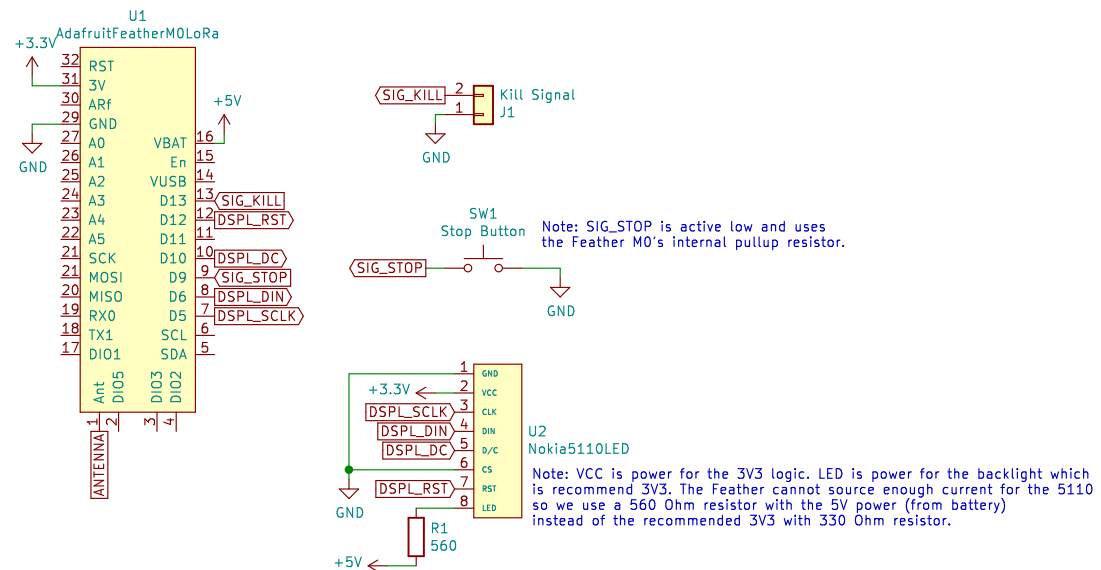 U1
AdafruitFeatherM0LoRa
+3.3V
32 RST
31 3V
30 ARf
29 GND
27 A0
26 A1
25 A2
24 A3
23 A4
22 A5
21 SCK
21 MOSI
20 MISO
19 RX0
18 TX1
17 DIO1
GND
+5V
VBAT 16
En 15
VUSB 14
D13 13 SIG_KILL
D12 12 DSPL_RST
D11 11
D10 10 DSPL_DC
D9 9 SIG_STOP
D6 8 DSPL_DIN
D5 7 DSPL_SCLK
SCL 6
SDA 5
Ant 1 ANTENNA
DIO5 2
DIO3 3
DIO2 4
SIG_KILL 2 Kill Signal
1 J1
GND
SW1
Stop Button
SIG_STOP
GND
Note: SIG_STOP is active low and uses
the Feather M0's internal pullup resistor.
1 GND
+3.3V 2 VCC
DSPL_SCLK 3 CLK
DSPL_DIN 4 DIN
DSPL_DC 5 D/C
6 CS
DSPL_RST 7 RST
8 LED
U2
Nokia5110LED
GND
R1
560
+5V
Note: VCC is power for the 3V3 logic. LED is power for the backlight which
is recommend 3V3. The Feather cannot source enough current for the 5110
so we use a 560 Ohm resistor with the 5V power (from battery)
instead of the recommended 3V3 with 330 Ohm resistor.